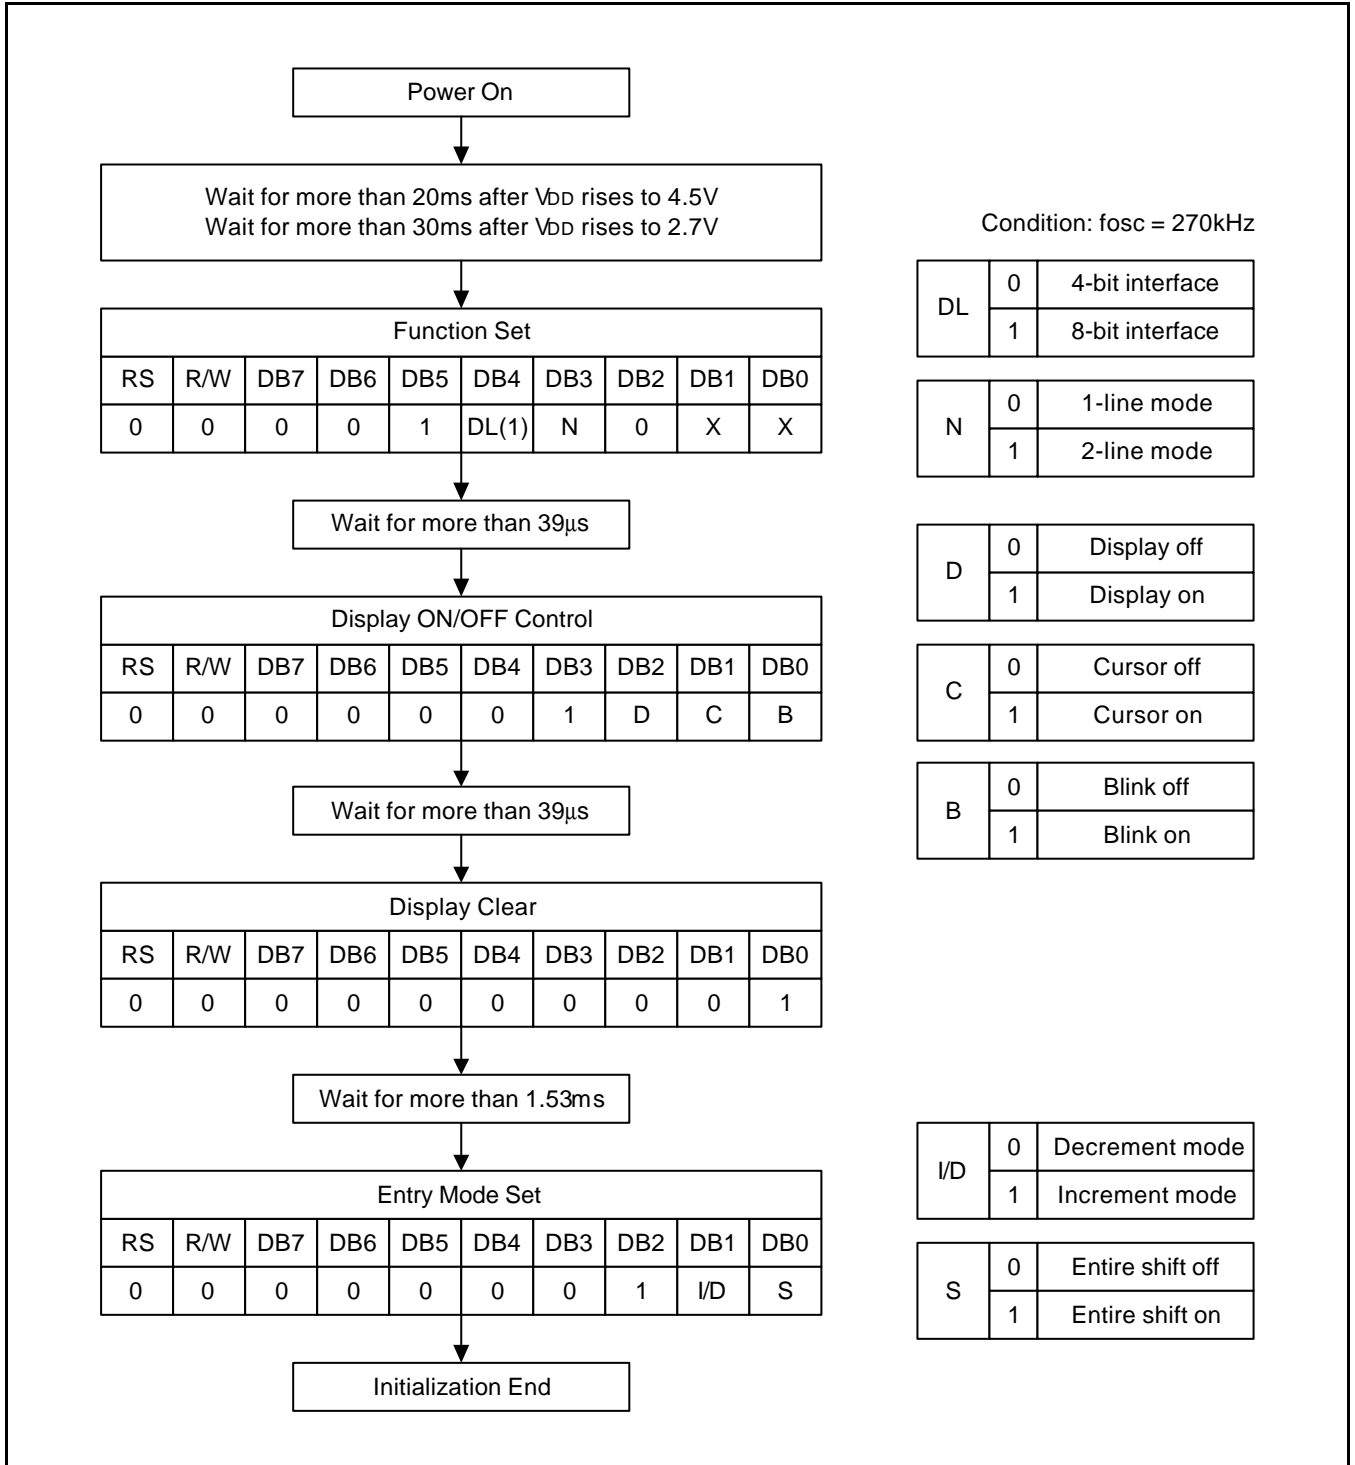 Power On
Wait for more than 20ms after VDD rises to 4.5V
Wait for more than 30ms after VDD rises to 2.7V
Condition: fosc = 270kHz
Function Set
RS R/W DB7 DB6 DB5 DB4 DB3 DB2 DB1 DB0
0 0 0 0 1 DL(1) N 0 X X
Wait for more than 39μs
Display ON/OFF Control
RS R/W DB7 DB6 DB5 DB4 DB3 DB2 DB1 DB0
0 0 0 0 0 0 1 D C B
Wait for more than 39μs
Display Clear
RS R/W DB7 DB6 DB5 DB4 DB3 DB2 DB1 DB0
0 0 0 0 0 0 0 0 0 1
Wait for more than 1.53ms
Entry Mode Set
RS R/W DB7 DB6 DB5 DB4 DB3 DB2 DB1 DB0
0 0 0 0 0 0 0 1 I/D S
Initialization End
DL
0 4-bit interface
1 8-bit interface
N
0 1-line mode
1 2-line mode
D
0 Display off
1 Display on
C
0 Cursor off
1 Cursor on
B
0 Blink off
1 Blink on
I/D
0 Decrement mode
1 Increment mode
S
0 Entire shift off
1 Entire shift on